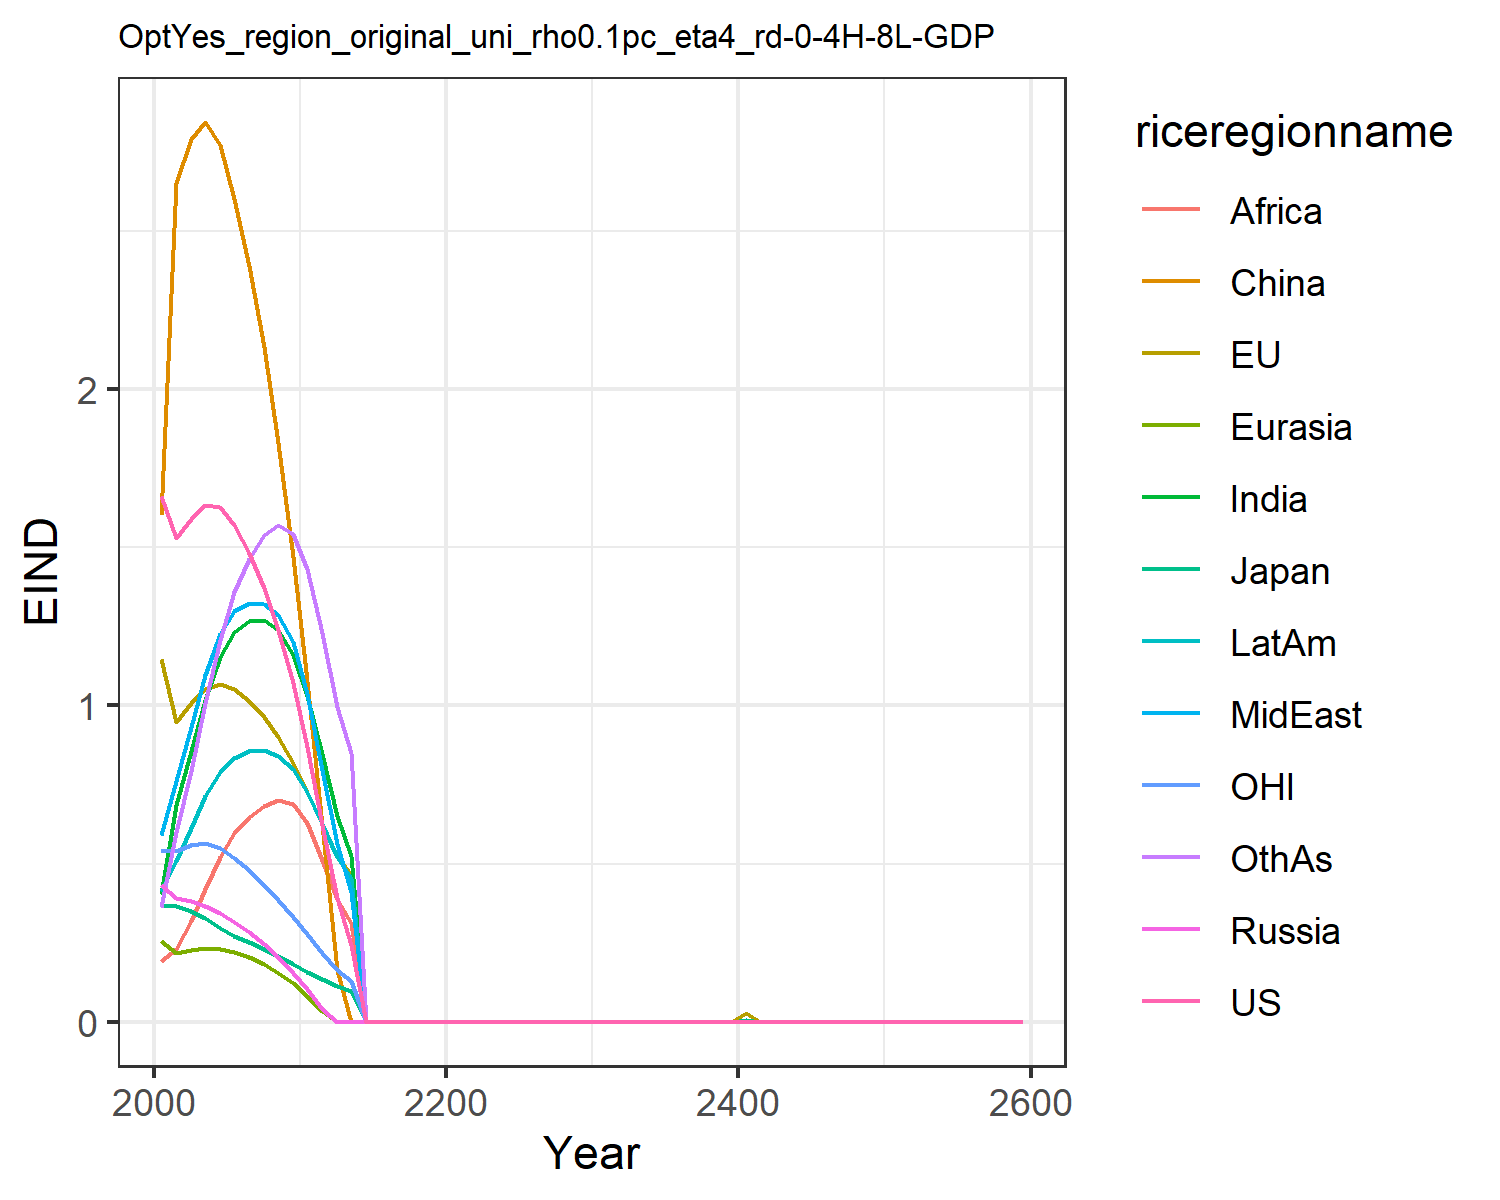 OptYes_region_original_uni_rho0.1pc_eta4_rd-0-4H-8L-GDP
riceregionname
Africa
China
EU
Eurasia
India
Japan
LatAm
MidEast
OHI
OthAs
Russia
US
EIND
2
1
0
2000 2200 2400 2600
Year